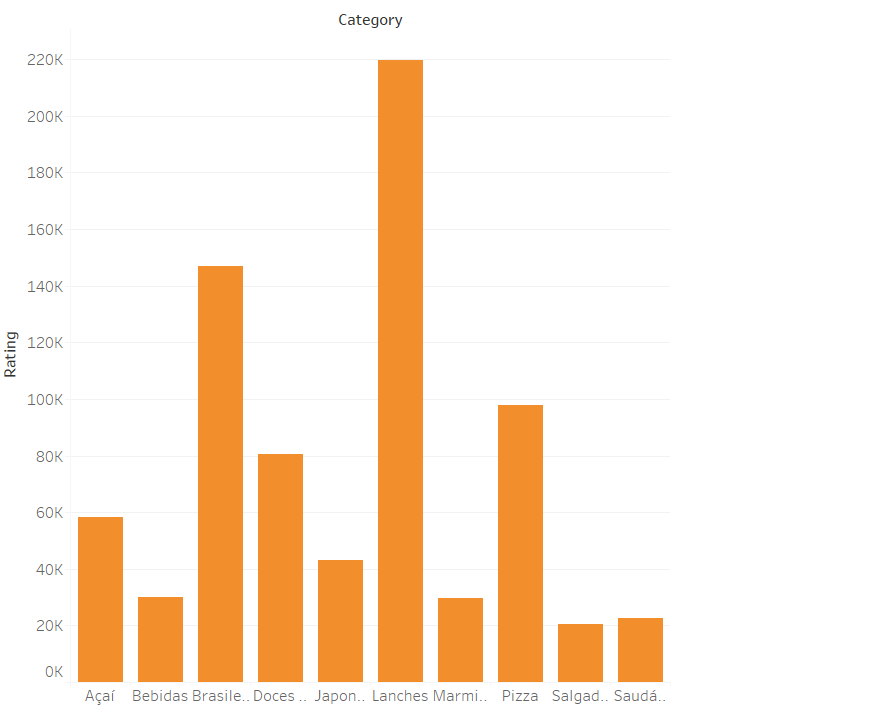 Category
220K
200K
180K
160K
140K
120K
100K
80K
60K
40K
20K
0K
Rating
Açaí Bebidas Brasile.. Doces .. Japon.. Lanches Marmi.. Pizza Salgad.. Saudá..